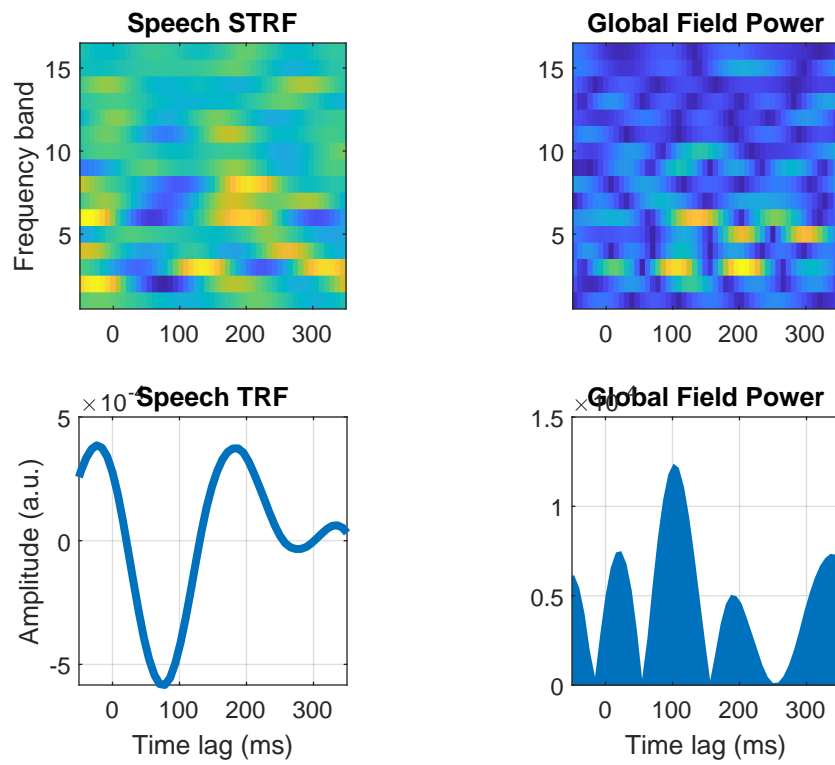 Speech STRF
Global Field Power
Frequency band
15
10
5
0 100 200 300
15
10
5
0 100 200 300
× 10^-4
Speech TRF
Global Field Power
Amplitude (a.u.)
5
0
-5
0 100 200 300
Time lag (ms)
1.5
1
0.5
0
0 100 200 300
Time lag (ms)